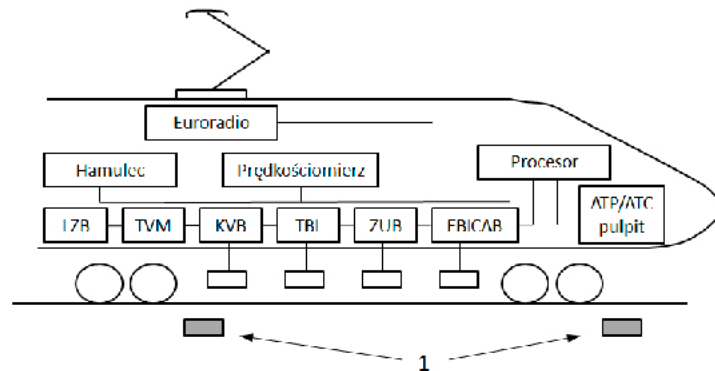 Euroradio
Hamulec
Prędkościomierz
Procesor
LZB
TVM
KVB
TBL
ZUB
EBICAB
ATP/ATC
pulpit
1